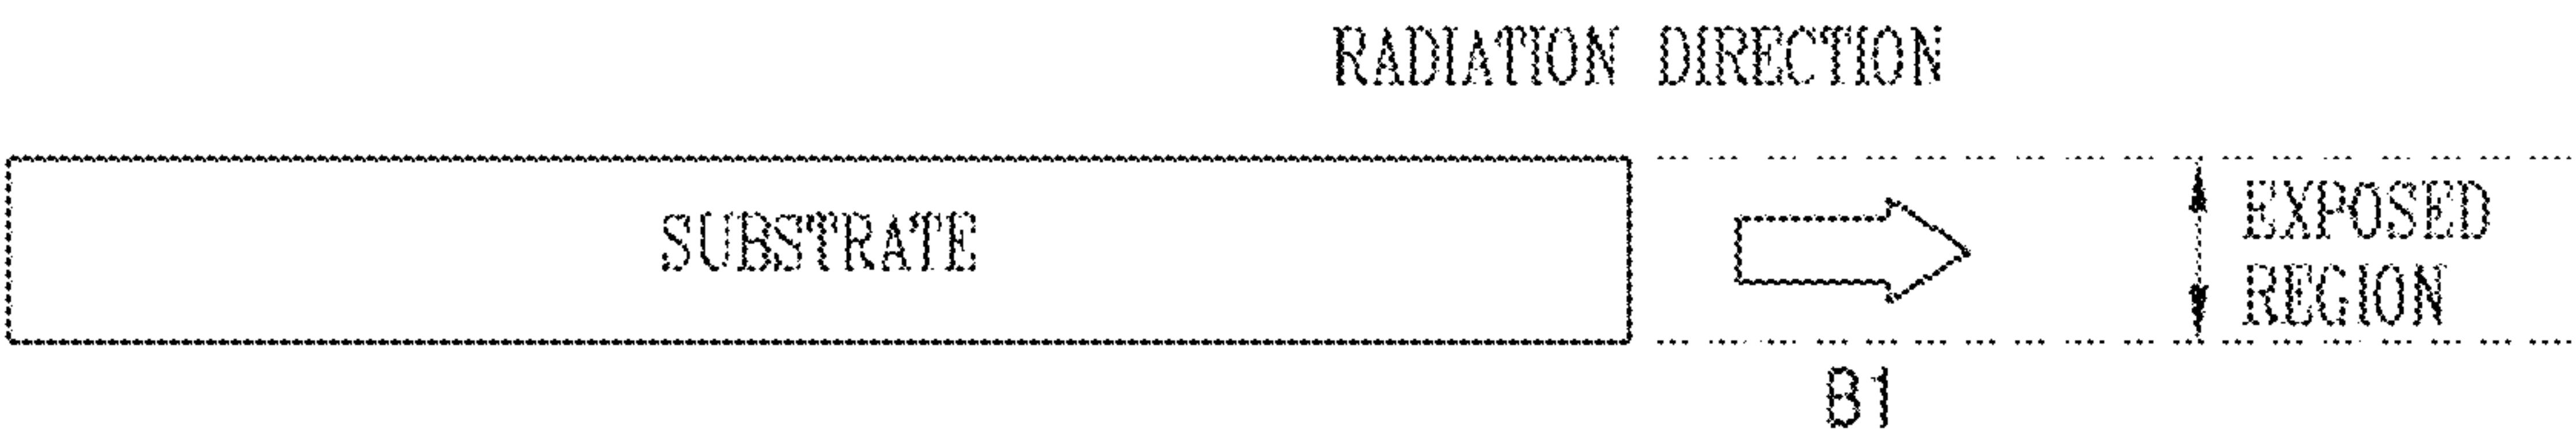 RADIATION DIRECTION
SUBSTRATE
EXPOSED
REGION
B1